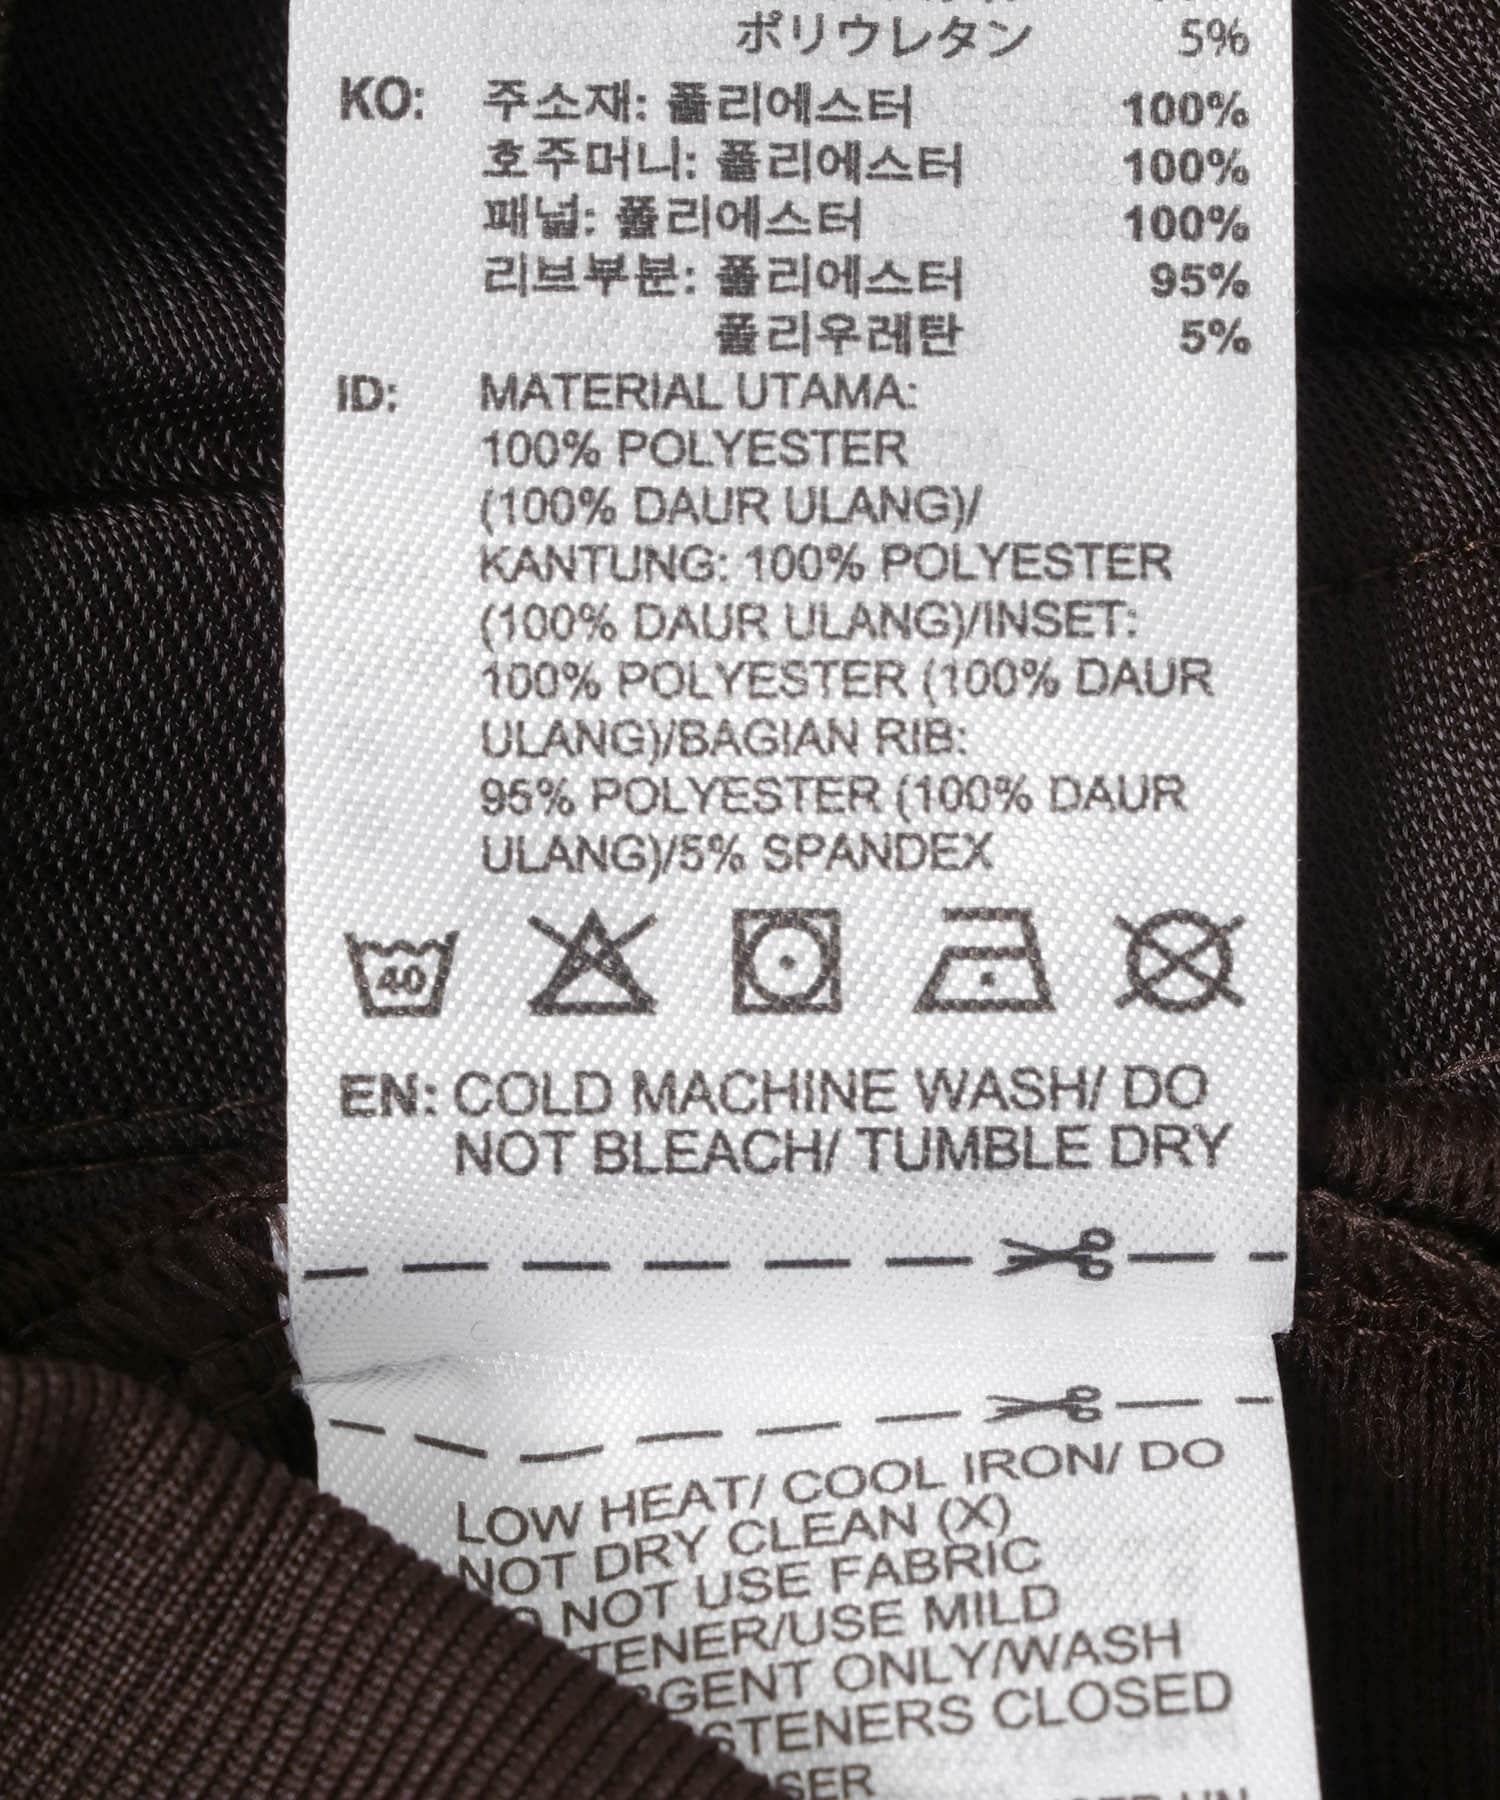 ポリウレタン 5%
KO: 주소재: 폴리에스터 100%
호주머니: 폴리에스터 100%
패널: 폴리에스터 100%
리브부분: 폴리에스터 95%
폴리우레탄 5%
ID: MATERIAL UTAMA:
100% POLYESTER
(100% DAUR ULANG)/
KANTUNG: 100% POLYESTER
(100% DAUR ULANG)/INSET:
100% POLYESTER (100% DAUR
ULANG)/BAGIAN RIB:
95% POLYESTER (100% DAUR
ULANG)/5% SPANDEX
40
EN: COLD MACHINE WASH/ DO
NOT BLEACH/ TUMBLE DRY
LOW HEAT/ COOL IRON/ DO
NOT DRY CLEAN (X)
NOT USE FABRIC
TENER/USE MILD
GENT ONLY/WASH
STENERS CLOSED
SER